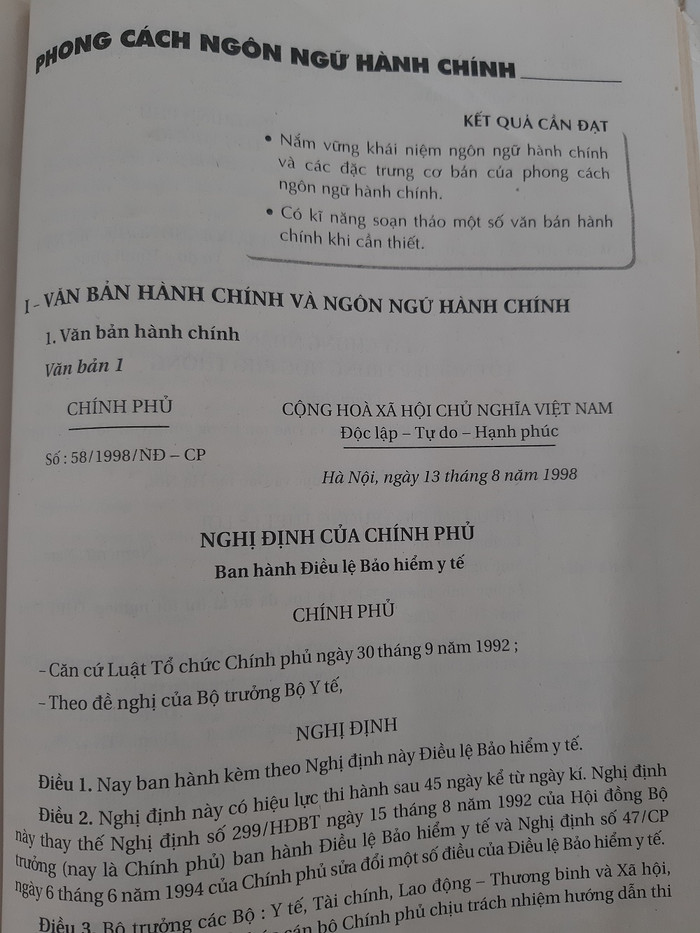 PHONG CÁCH NGÔN NGỮ HÀNH CHÍNH
KẾT QUẢ CẦN ĐẠT
• Nắm vững khái niệm ngôn ngữ hành chính
và các đặc trưng cơ bản của phong cách
ngôn ngữ hành chính.
• Có kĩ năng soạn thảo một số văn bản hành
chính khi cần thiết.
I - VĂN BẢN HÀNH CHÍNH VÀ NGÔN NGỮ HÀNH CHÍNH
1. Văn bản hành chính
Văn bản 1
CHÍNH PHỦ
CỘNG HOÀ XÃ HỘI CHỦ NGHĨA VIỆT NAM
Độc lập – Tự do – Hạnh phúc
Số : 58/1998/NĐ – CP
Hà Nội, ngày 13 tháng 8 năm 1998
NGHỊ ĐỊNH CỦA CHÍNH PHỦ
Ban hành Điều lệ Bảo hiểm y tế
CHÍNH PHỦ
– Căn cứ Luật Tổ chức Chính phủ ngày 30 tháng 9 năm 1992 ;
– Theo đề nghị của Bộ trưởng Bộ Y tế,
NGHỊ ĐỊNH
Điều 1. Nay ban hành kèm theo Nghị định này Điều lệ Bảo hiểm y tế.
Điều 2. Nghị định này có hiệu lực thi hành sau 45 ngày kể từ ngày kí. Nghị định
này thay thế Nghị định số 299/HĐBT ngày 15 tháng 8 năm 1992 của Hội đồng Bộ
trưởng (nay là Chính phủ) ban hành Điều lệ Bảo hiểm y tế và Nghị định số 47/CP
ngày 6 tháng 6 năm 1994 của Chính phủ sửa đổi một số điều của Điều lệ Bảo hiểm y tế.
Điều 3. Bộ trưởng các Bộ : Y tế, Tài chính, Lao động – Thương binh và Xã hội,
bộ Chính phủ chịu trách nhiệm hướng dẫn thi